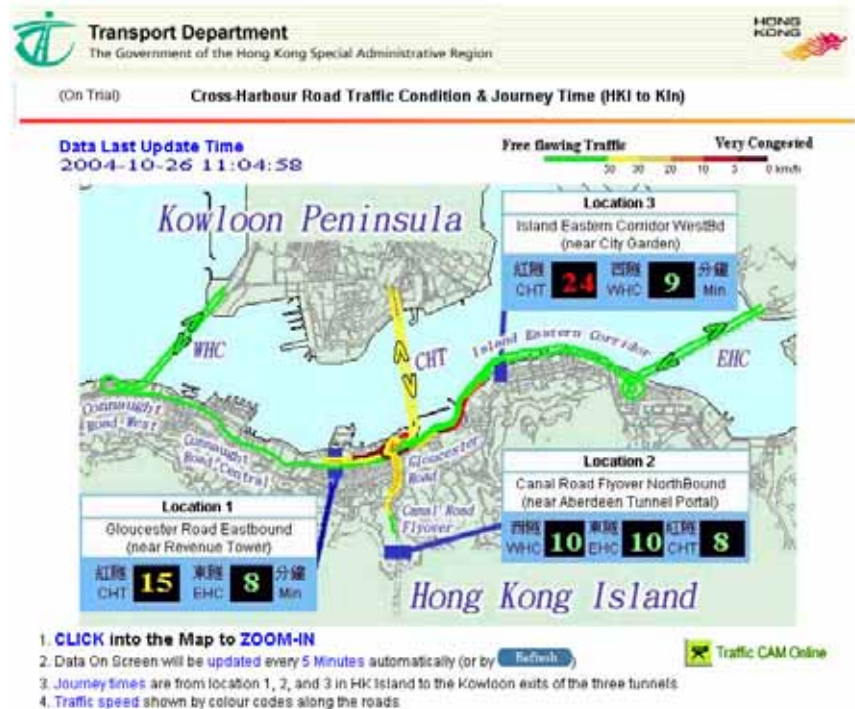 Transport Department
The Government of the Hong Kong Special Administrative Region
HONG
KONG
(On Trial) Cross-Harbour Road Traffic Condition & Journey Time (HKI to Kln)
Data Last Update Time
2004-10-26 11:04:58
Free flowing Traffic Very Congested
50 30 20 10 5 0 km/h
Kowloon Peninsula
Location 3
Island Eastern Corridor WestBd
(near City Garden)
紅隧 24 西隧 9 分鐘
CHT WHC Min
WHC
CHT
Island Eastern Corridor
EHC
Connaught
Road West
Connaught
Road Central
Gloucester
Road
Canal Road
Flyover
Location 2
Canal Road Flyover NorthBound
(near Aberdeen Tunnel Portal)
西隧 10 東隧 10 紅隧 8
WHC EHC CHT
Location 1
Gloucester Road Eastbound
(near Revenue Tower)
紅隧 15 東隧 8 分鐘
CHT EHC Min
Hong Kong Island
1. CLICK into the Map to ZOOM-IN
2. Data On Screen will be updated every 5 Minutes automatically (or by Refresh )
Traffic CAM Online
3. Journey times are from location 1, 2, and 3 in HK Island to the Kowloon exits of the three tunnels
4. Traffic speed shown by colour codes along the roads